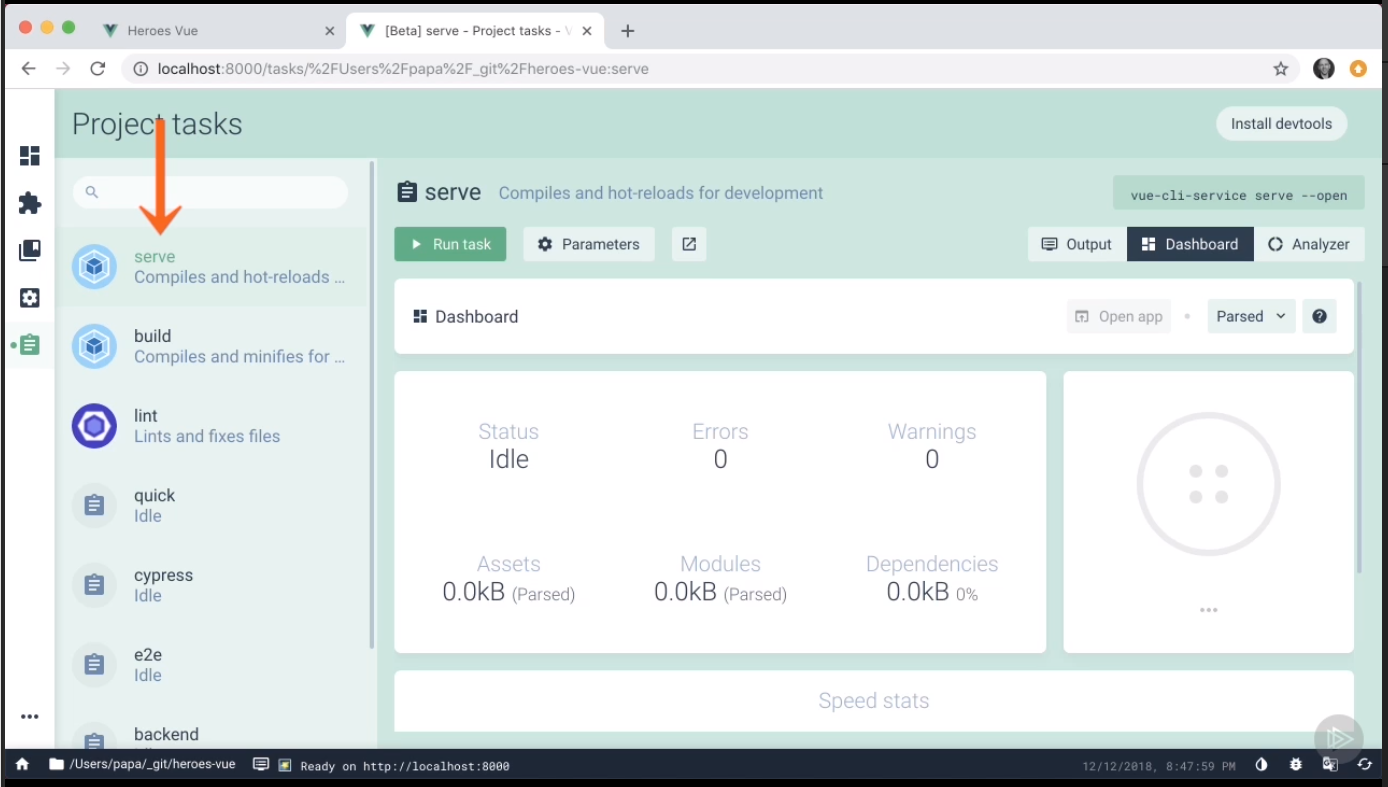 Heroes Vue
[Beta] serve - Project tasks - V
localhost:8000/tasks/%2FUsers%2Fpapa%2F_git%2Fheroes-vue:serve
Project tasks
Install devtools
serve
Compiles and hot-reloads ...
build
Compiles and minifies for ...
lint
Lints and fixes files
quick
Idle
cypress
Idle
e2e
Idle
backend
serve Compiles and hot-reloads for development
vue-cli-service serve --open
Run task Parameters
Output Dashboard Analyzer
Dashboard
Open app Parsed
Status Errors Warnings
Idle 0 0
Assets Modules Dependencies
0.0kB (Parsed) 0.0kB (Parsed) 0.0kB 0%
Speed stats
/Users/papa/_git/heroes-vue Ready on http://localhost:8000 12/12/2018, 8:47:59 PM